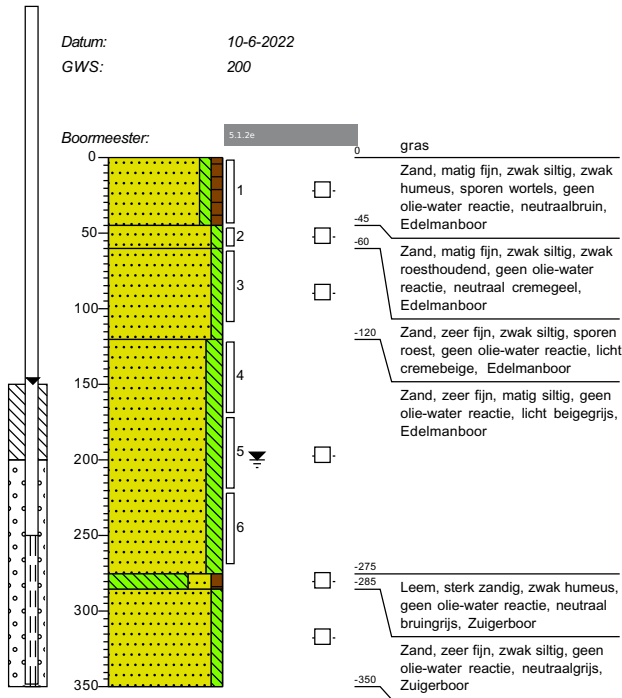 Datum: 10-6-2022
GWS: 200
Boormeester: 5.1.2e
0
50
100
150
200
250
300
350
1
2
3
4
5
6
0 gras
Zand, matig fijn, zwak siltig, zwak
humeus, sporen wortels, geen
olie-water reactie, neutraalbruin,
Edelmanboor
-45
Zand, matig fijn, zwak siltig, zwak
roesthoudend, geen olie-water
reactie, neutraal cremegeel,
Edelmanboor
-60
Zand, zeer fijn, zwak siltig, sporen
roest, geen olie-water reactie, licht
cremebeige, Edelmanboor
-120
Zand, zeer fijn, matig siltig, geen
olie-water reactie, licht beigegrijs,
Edelmanboor
-275
Leem, sterk zandig, zwak humeus,
geen olie-water reactie, neutraal
bruingrijs, Zuigerboor
-285
Zand, zeer fijn, zwak siltig, geen
olie-water reactie, neutraalgrijs,
Zuigerboor
-350